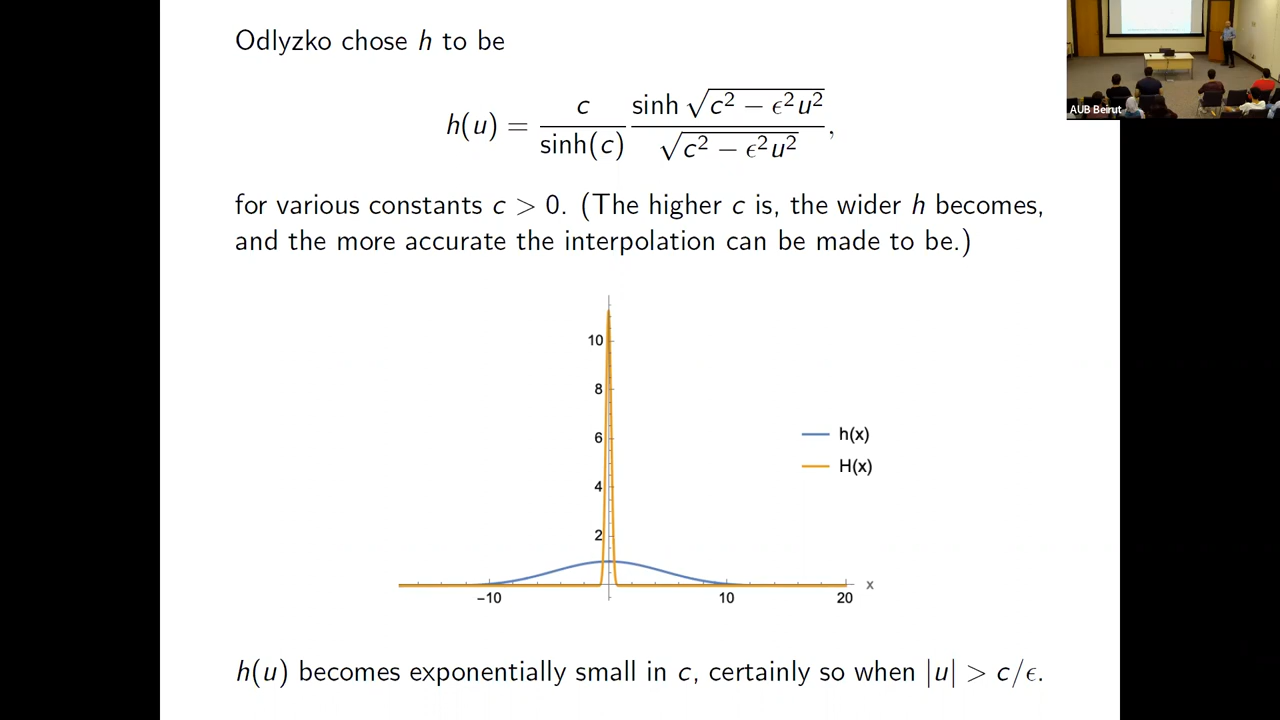 Odlyzko chose h to be
h(u) = c/sinh(c) sinh √(c² − ϵ²u²)/√(c² − ϵ²u²),
for various constants c > 0. (The higher c is, the wider h becomes,
and the more accurate the interpolation can be made to be.)
10
8
6
4
2
−10
10
20
x
h(x)
H(x)
h(u) becomes exponentially small in c, certainly so when |u| > c/ϵ.
AUB Beirut